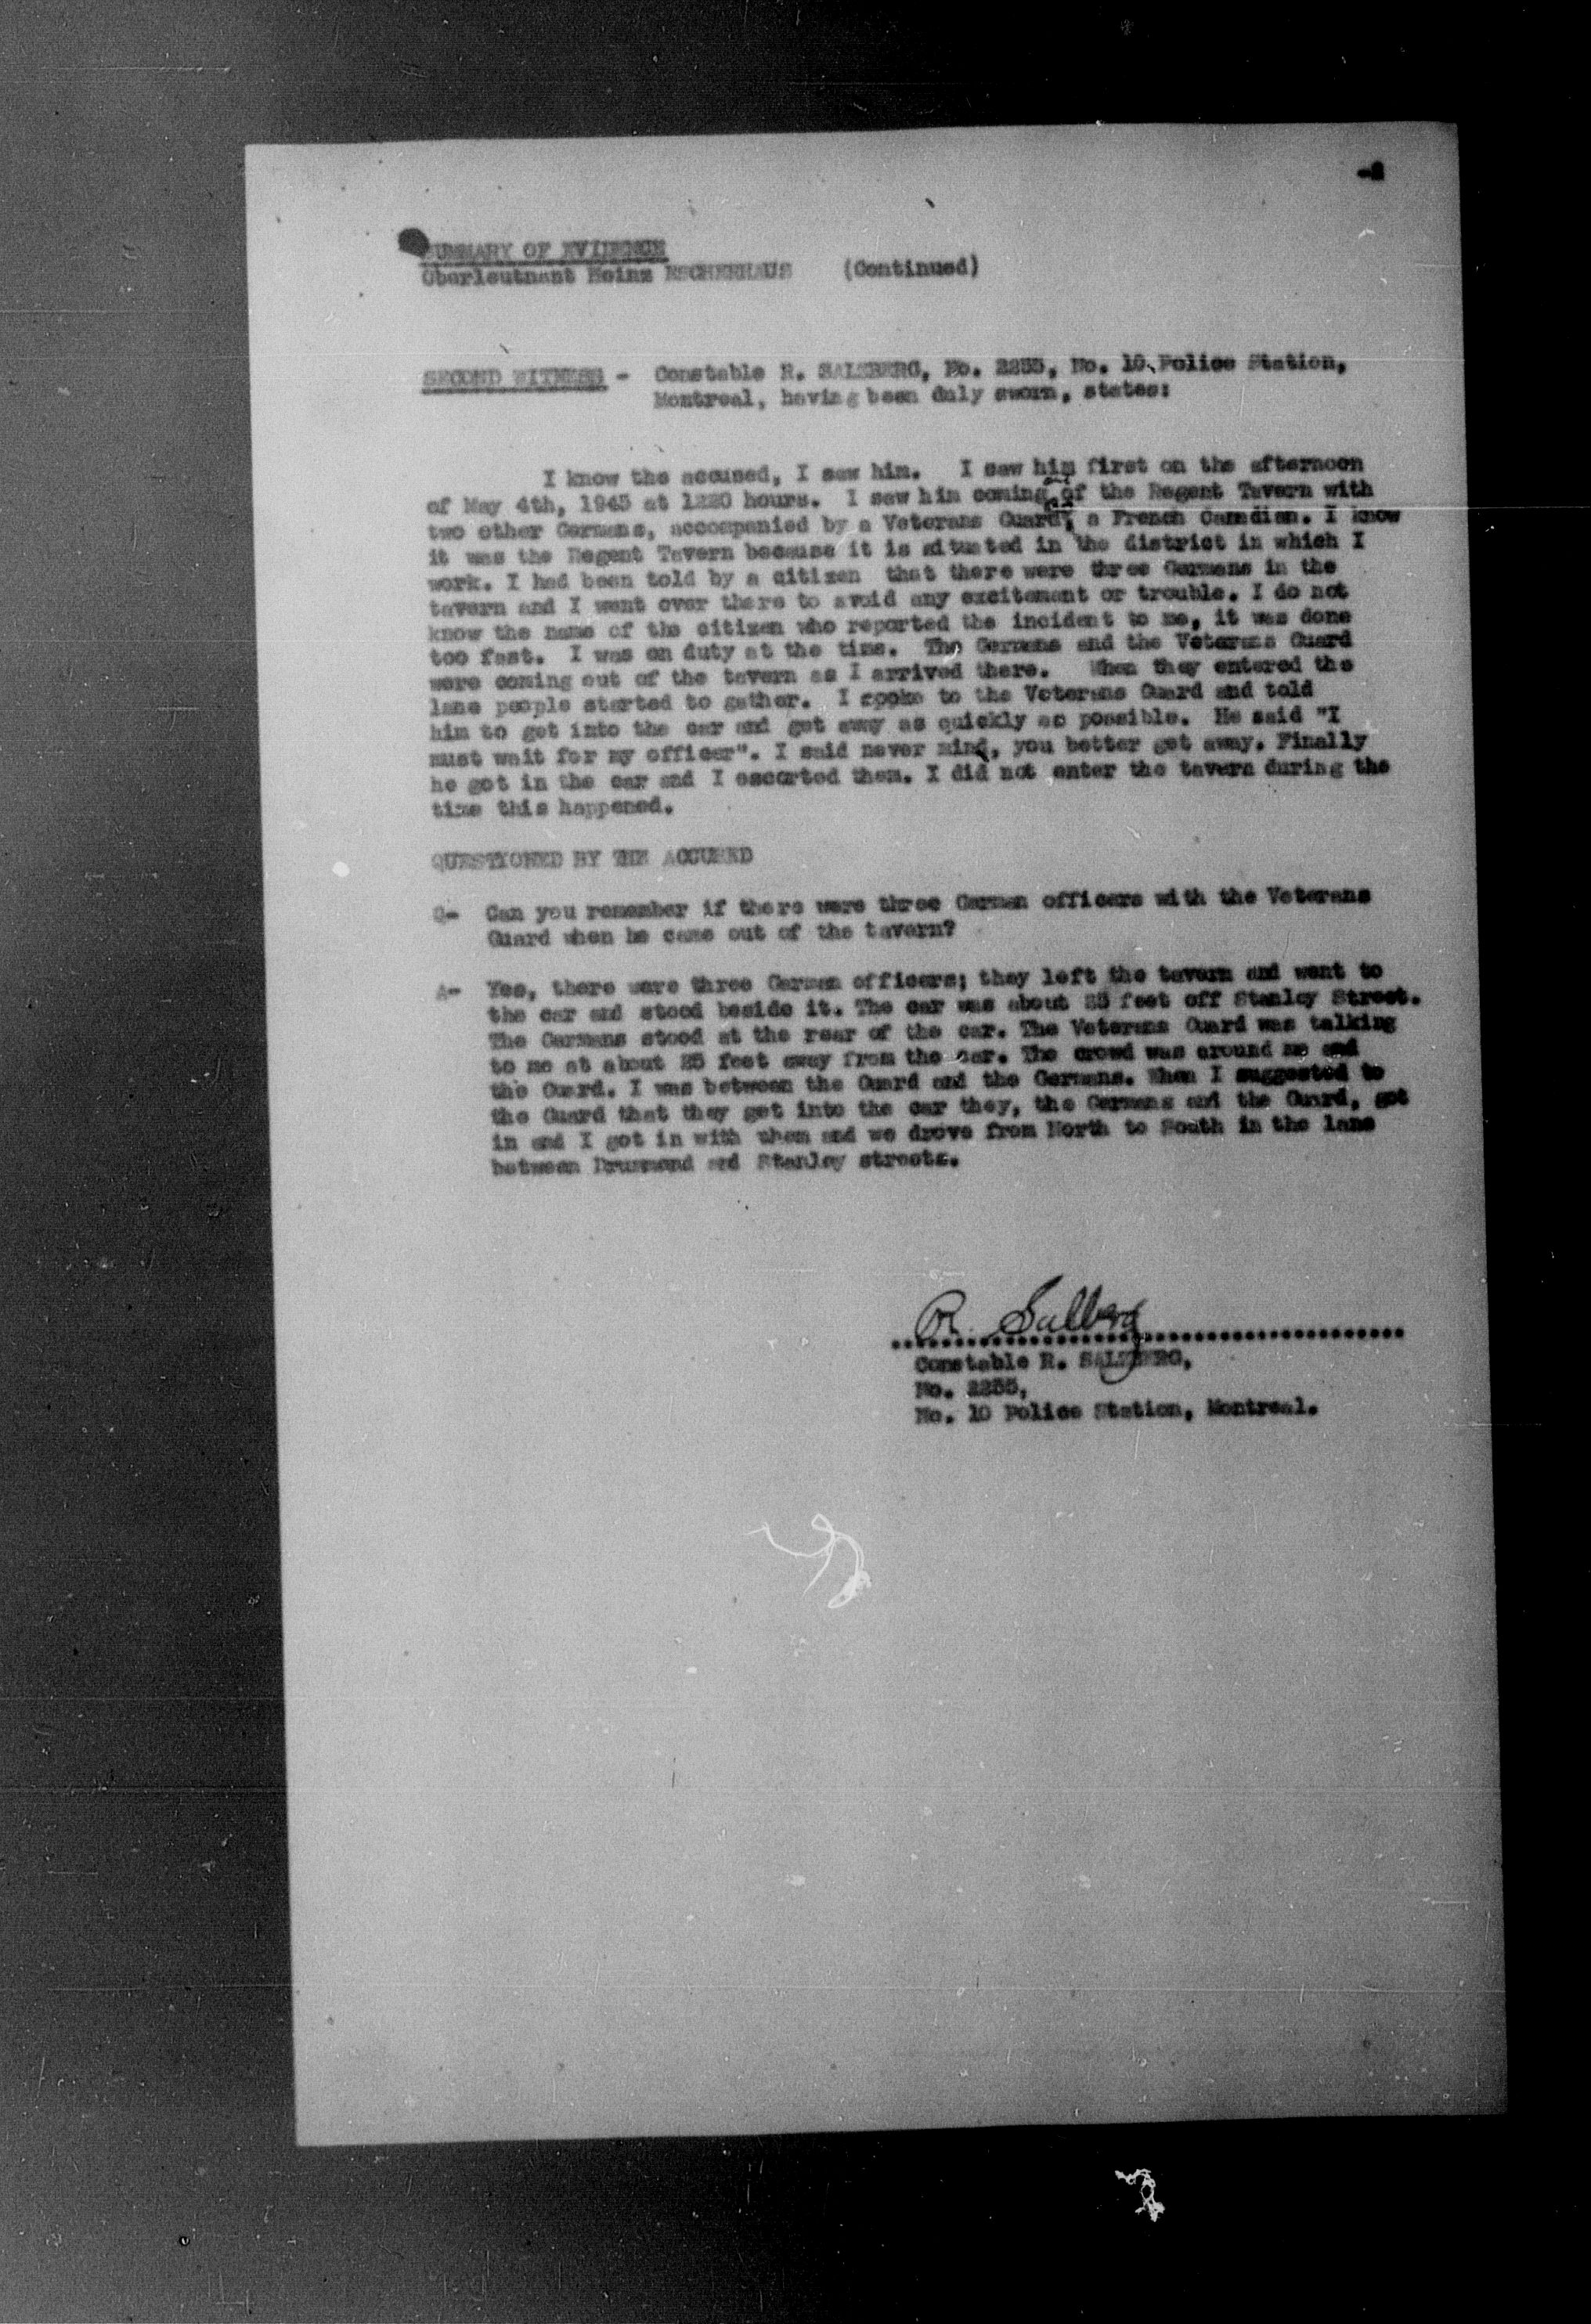 SUMMARY OF EVIDENCE
Oberleutnant Heinz ESCHENHAUS (Continued)
SECOND WITNESS - Constable R. SALZBERG, No. 2255, No. 10 Police Station,
Montreal, having been duly sworn, states:
I know the accused, I saw him. I saw him first on the afternoon
out
of May 4th, 1945 at 1220 hours. I saw him coming of the Regent Tavern with
two other Germans, accompanied by a Veterans Guard, a French Canadian. I know
it was the Regent Tavern because it is situated in the district in which I
work. I had been told by a citizen that there were three Germans in the
tavern and I went over there to avoid any excitement or trouble. I do not
know the name of the citizen who reported the incident to me, it was done
too fast. I was on duty at the time. The Germans and the Veterans Guard
were coming out of the tavern as I arrived there. When they entered the
lane people started to gather. I spoke to the Veterans Guard and told
him to get into the car and get away as quickly as possible. He said "I
must wait for my officer". I said never mind, you better get away. Finally
he got in the car and I escorted them. I did not enter the tavern during the
time this happened.
QUESTIONED BY THE ACCUSED
Q- Can you remember if there were three German officers with the Veterans
Guard when he came out of the tavern?
A- Yes, there were three German officers; they left the tavern and went to
the car and stood beside it. The car was about 25 feet off Stanley Street.
The Germans stood at the rear of the car. The Veterans Guard was talking
to me at about 25 feet away from the car. The crowd was around me and
the Guard. I was between the Guard and the Germans. When I suggested to
the Guard that they get into the car they, the Germans and the Guard, got
in and I got in with them and we drove from North to South in the lane
between Drummond and Stanley streets.
R. Salberg
Constable R. SALZBERG,
No. 2255,
No. 10 Police Station, Montreal.